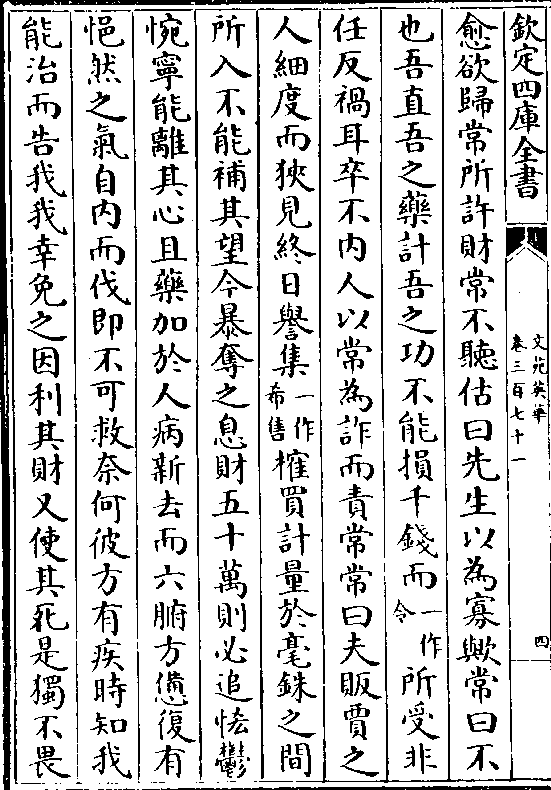 欽定四庫全書
文苑英華
卷三百七十一
四
愈欲歸常所許財常不聽估曰先生以為寡歟常曰不
也吾直吾之藥計吾之功不能損千錢而一作令所受非
任反禍耳卒不内人以常為詐而責常常曰夫販賈之
人細度而狹見終日譽集一作希售榷買計量於毫銖之間
所入不能補其望今暴奪之息財五十萬則必追怯鬱
惋寧能離其心且藥加於人病新去而六腑方憊復有
悒然之氣自内而伐即不可救奈何彼方有疾時知我
能治而告我我幸免之因利其財又使其死是獨不畏